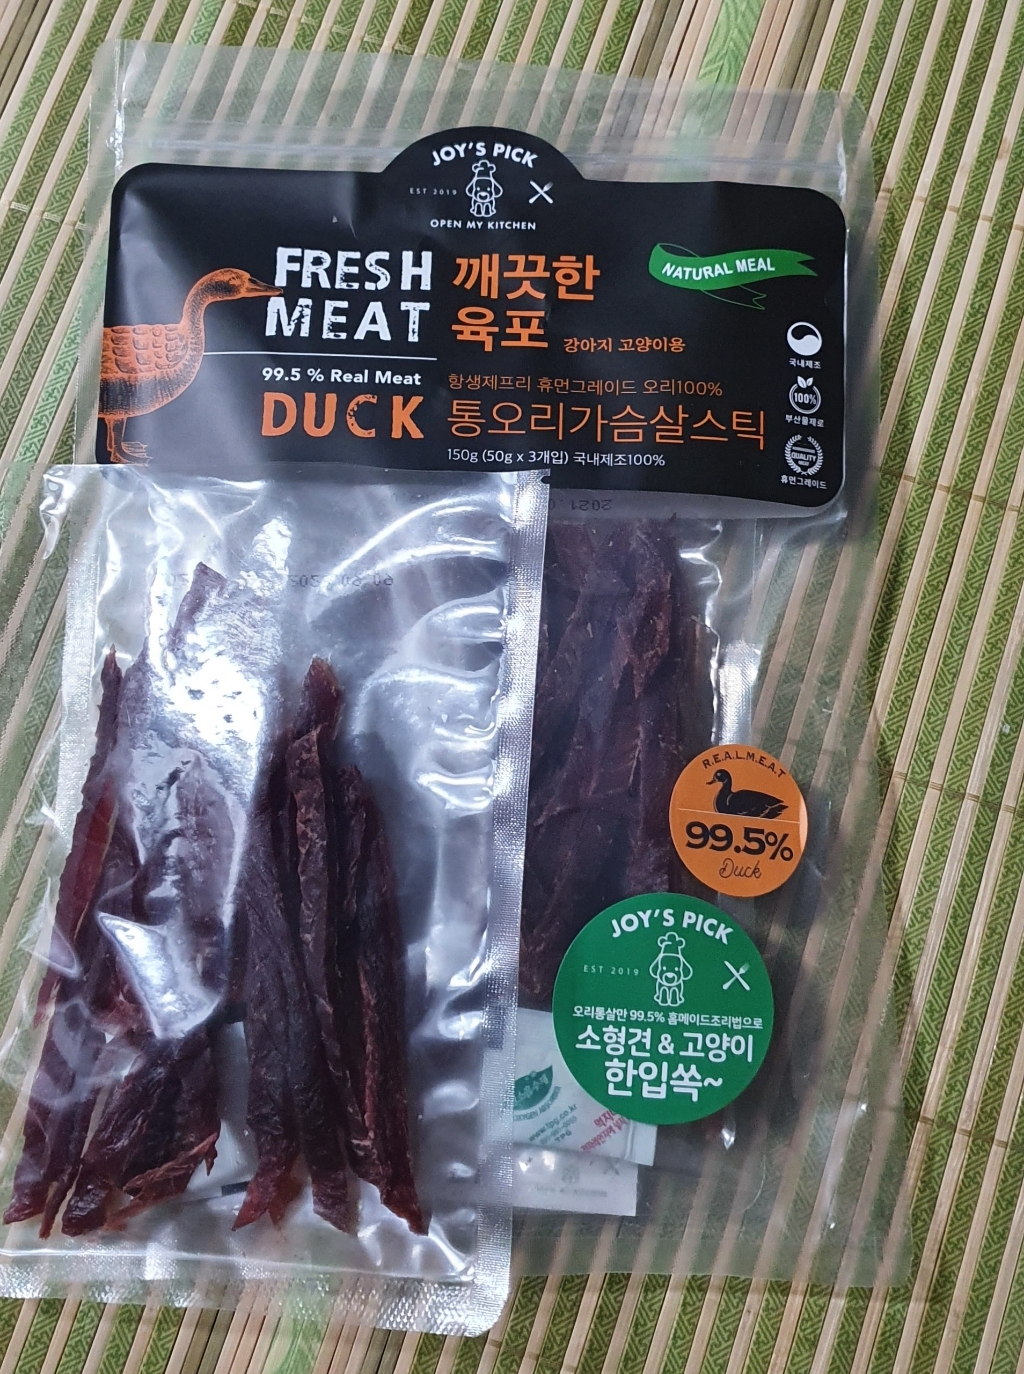 JOY'S PICK
EST 2019
OPEN MY KITCHEN
FRESH MEAT
깨끗한
육포 강아지 고양이용
NATURAL MEAL
99.5 % Real Meat
DUCK
항생제프리 휴먼그레이드 오리100%
통오리가슴살스틱
150g (50g x 3개입) 국내제조100%
국내제조
100%
부산물제로
QUALITY
휴먼그레이드
2021
R.E.A.L.M.E.A.T
99.5%
Duck
JOY'S PICK
EST 2019
오리통살만 99.5% 홈메이드조리법으로
소형견 & 고양이
한입쏙~